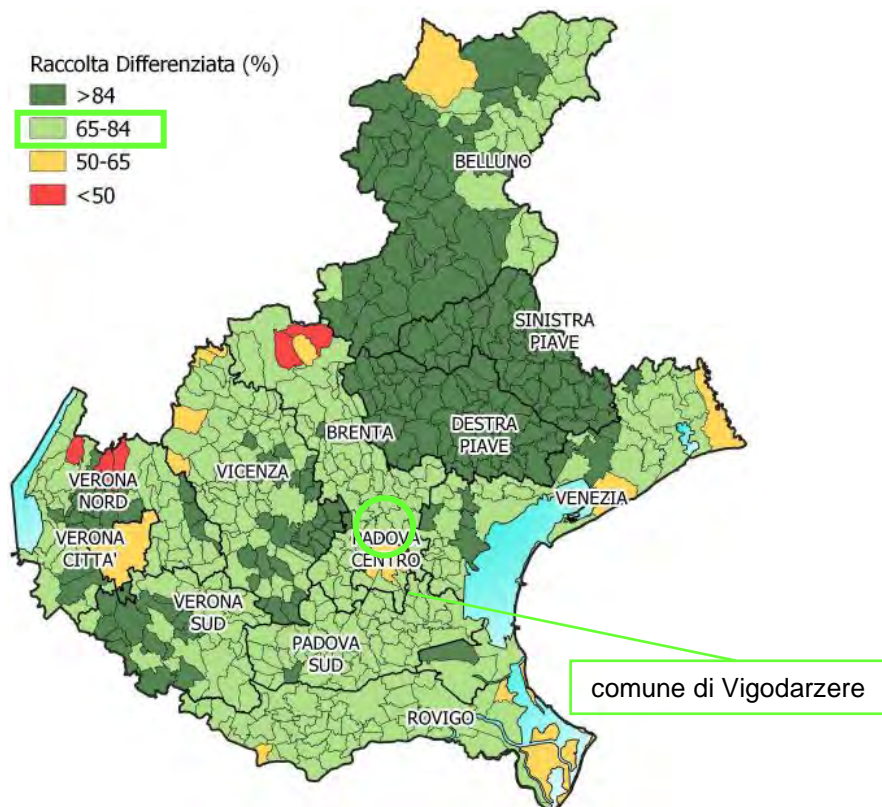 Raccolta Differenziata (%)
>84
65-84
50-65
<50
BELLUNO
SINISTRA
PIAVE
DESTRA
PIAVE
BRENTA
VICENZA
VENEZIA
VERONA
NORD
PADOVA
CENTRO
VERONA
CITTA'
VERONA
SUD
PADOVA
SUD
comune di Vigodarzere
ROVIGO